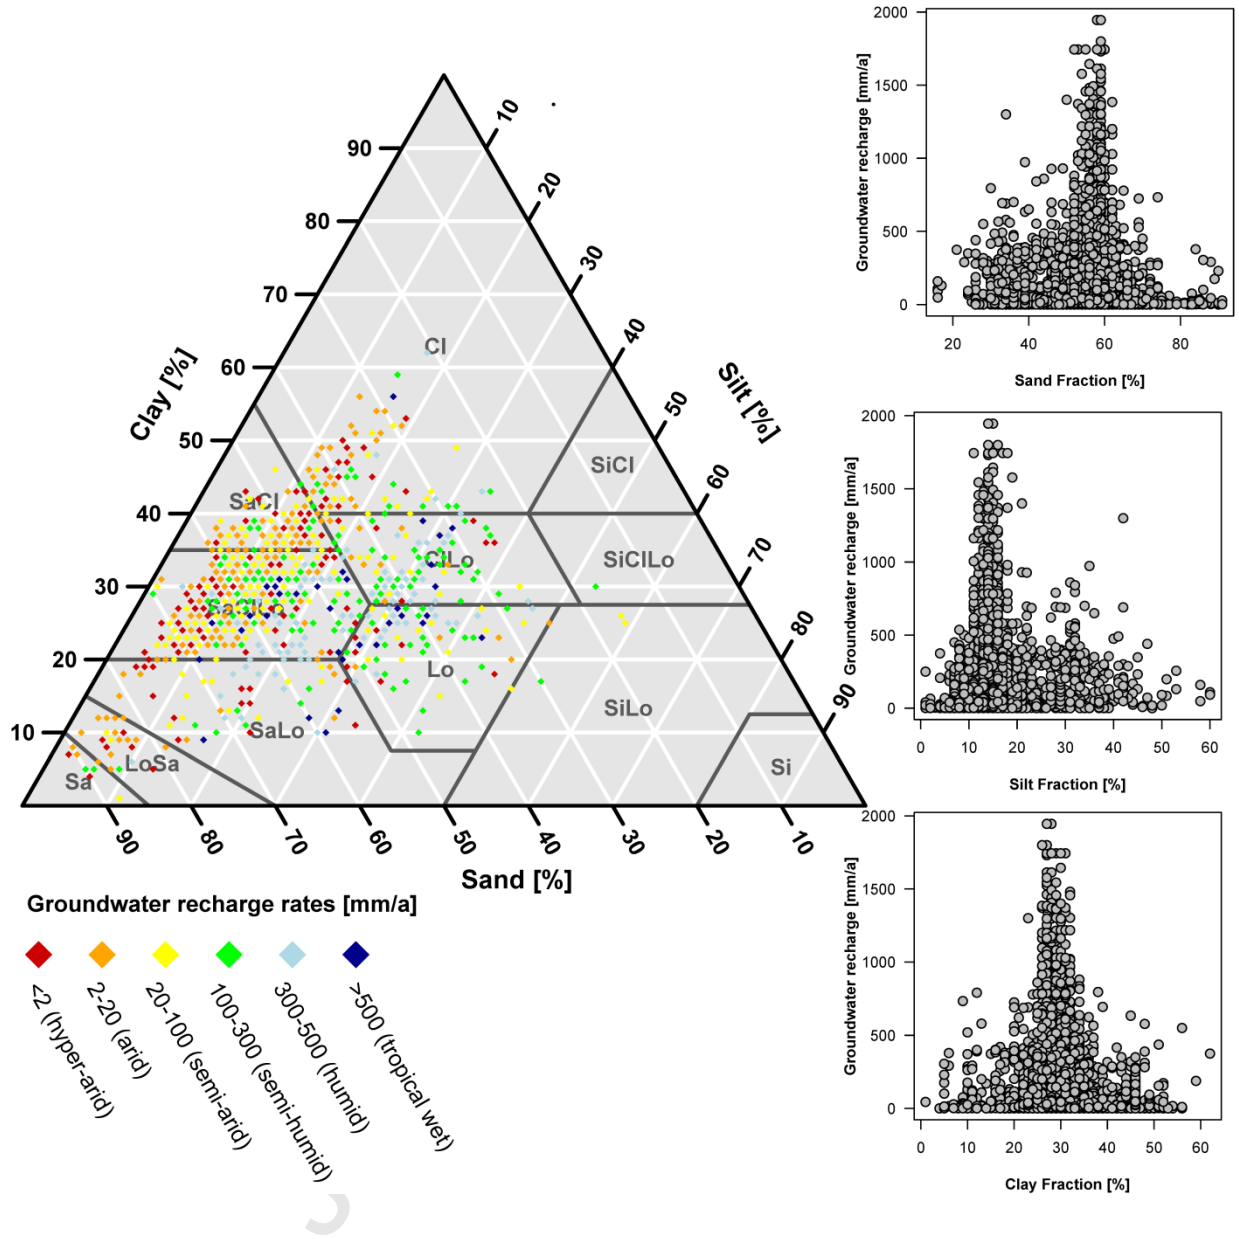 10
20
30
40
50
60
70
80
90
90
80
70
60
50
40
30
20
10
Clay [%]
Silt [%]
Cl
SiCl
SaCl
ClLo
SiClLo
SaClLo
Lo
SiLo
SaLo
LoSa
Sa
Si
90
80
70
60
50
40
30
20
10
Sand [%]
Groundwater recharge rates [mm/a]
<2 (hyper-arid)
2-20 (arid)
20-100 (semi-arid)
100-300 (semi-humid)
300-500 (humid)
>500 (tropical wet)
Groundwater recharge [mm/a]
2000
1500
1000
500
0
20 40 60 80
Sand Fraction [%]
Groundwater recharge [mm/a]
2000
1500
1000
500
0
0 10 20 30 40 50 60
Silt Fraction [%]
Groundwater recharge [mm/a]
2000
1500
1000
500
0
0 10 20 30 40 50 60
Clay Fraction [%]